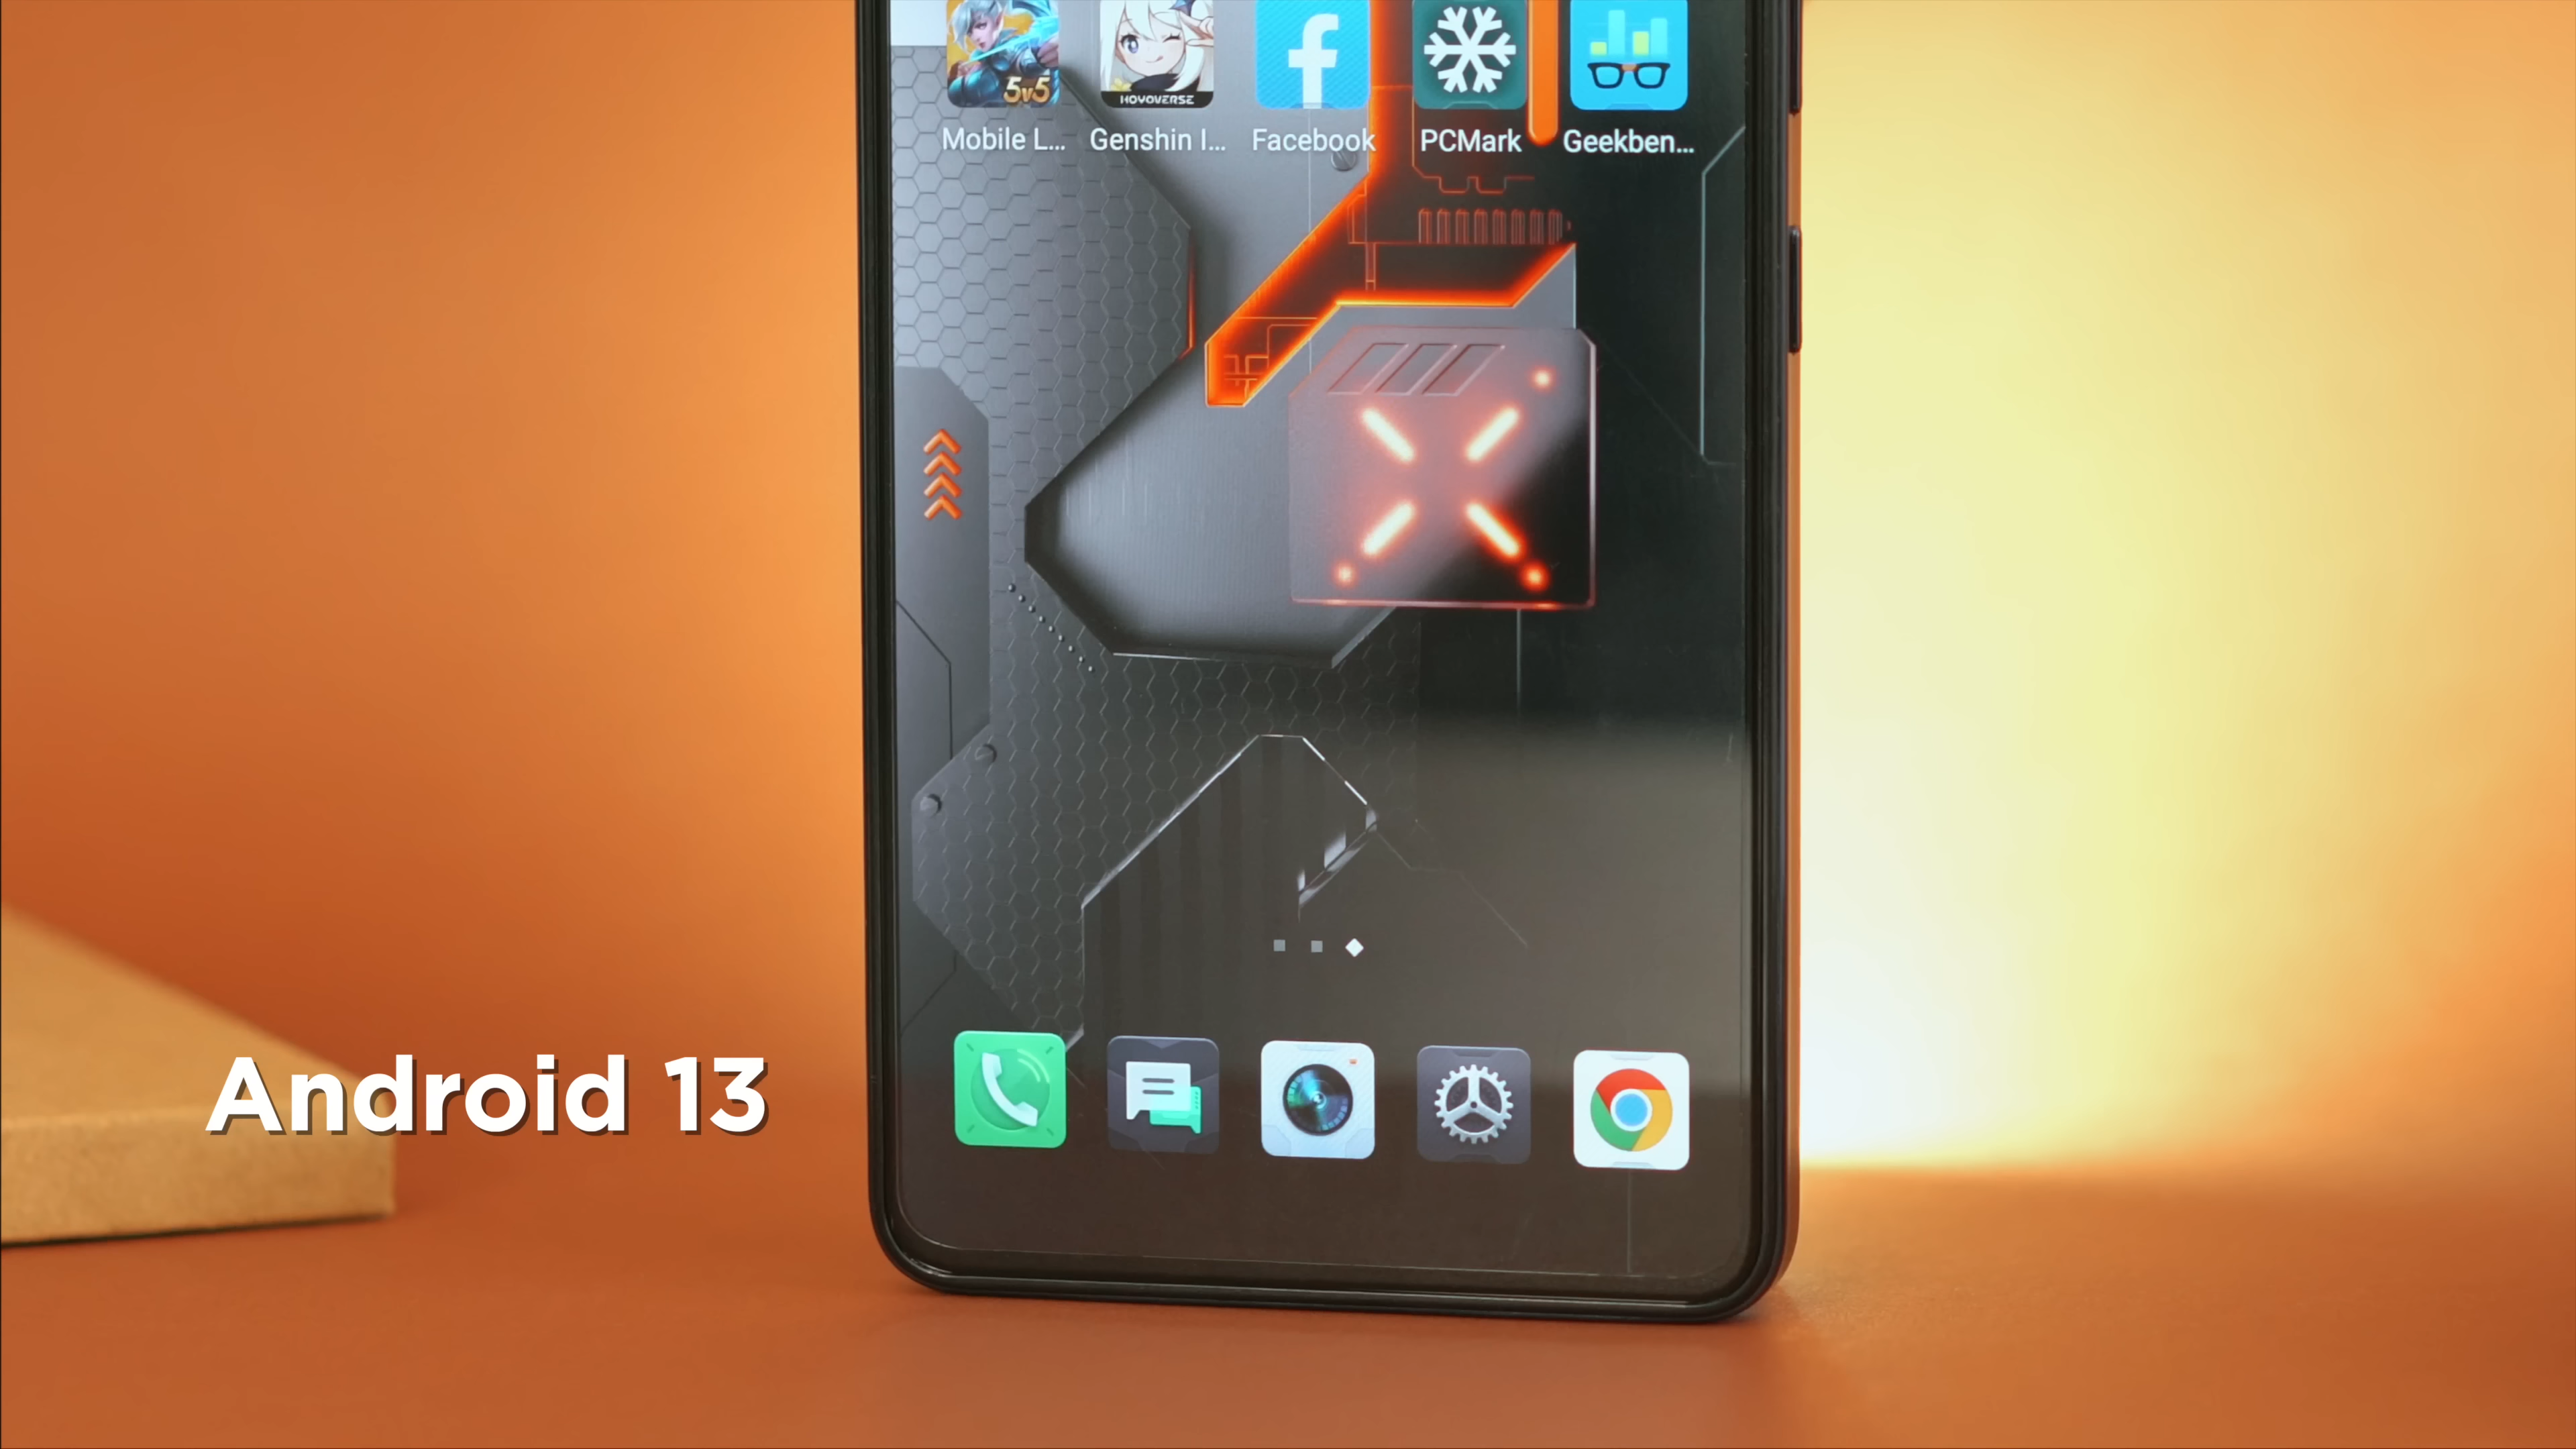 5v5
HOYOVERSE
Mobile L...
Genshin I...
Facebook
PCMark
Geekben...
Android 13